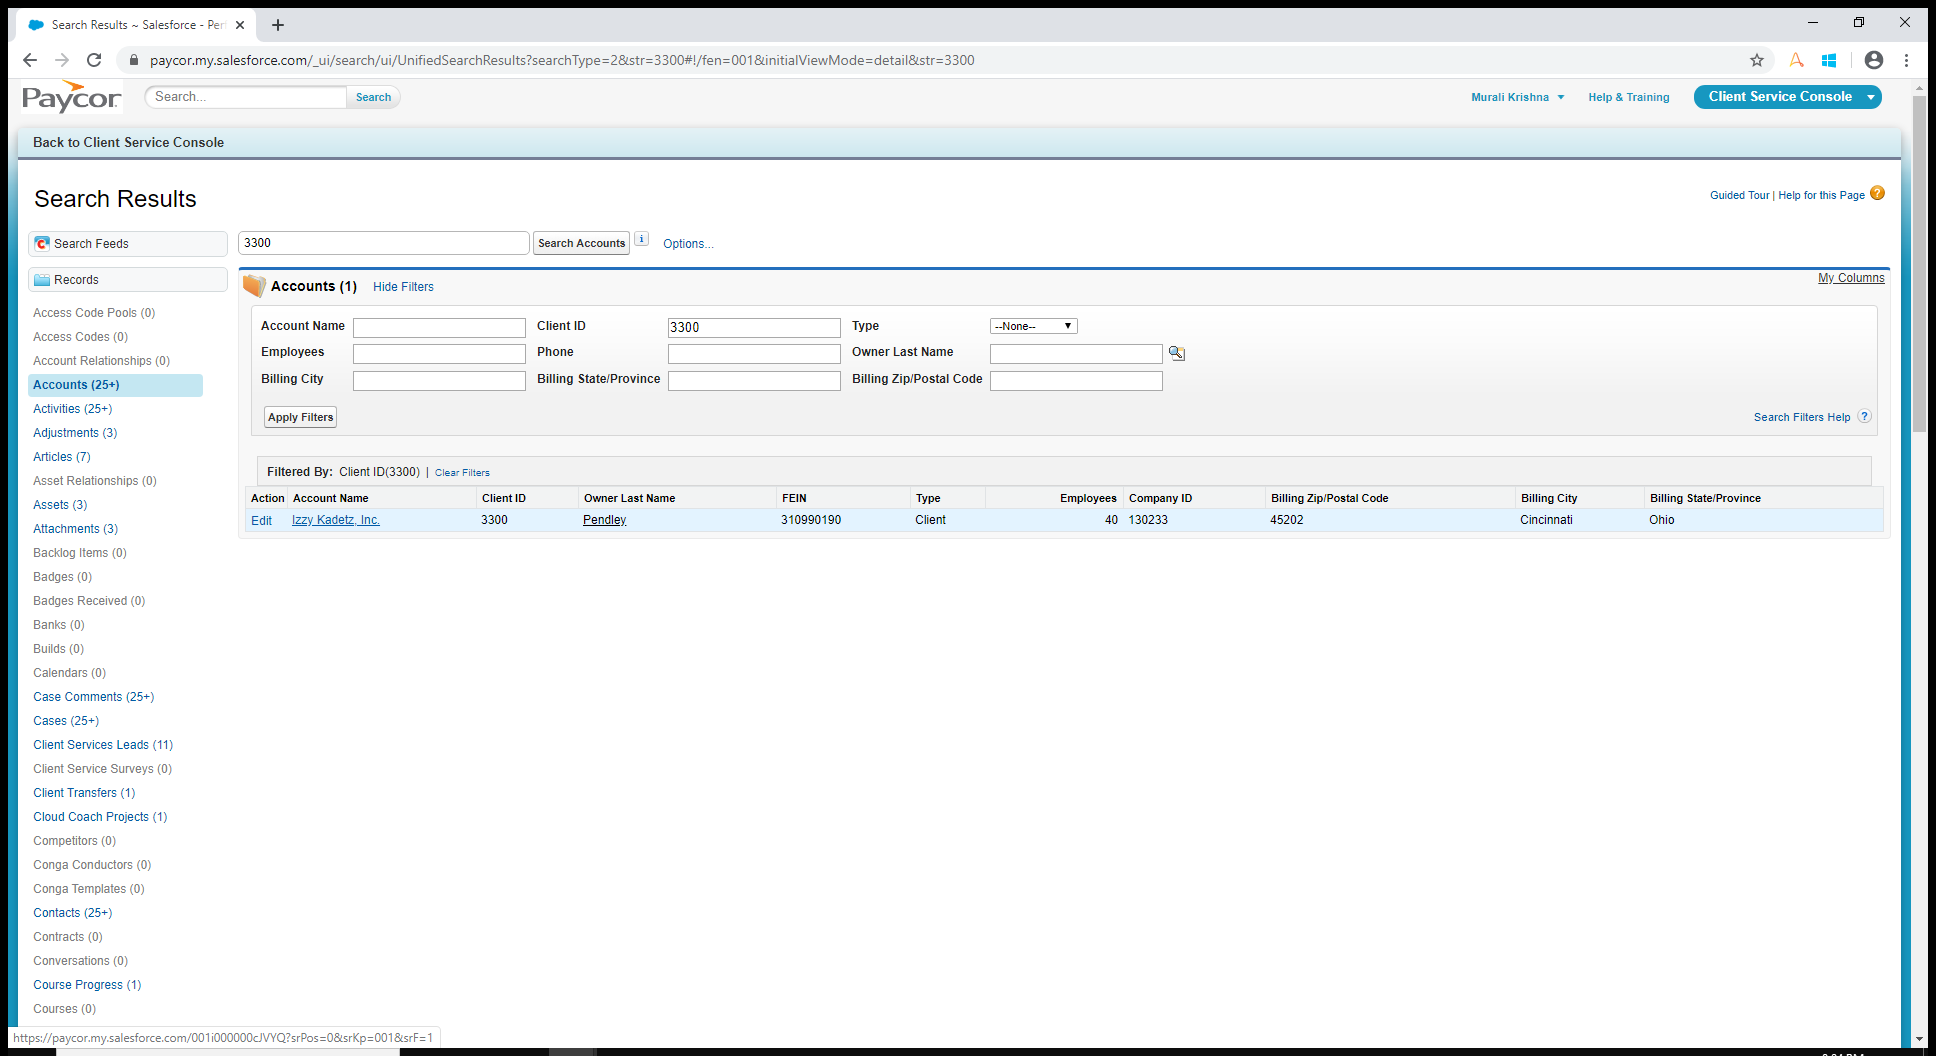 Search Results ~ Salesforce - Per
paycor.my.salesforce.com/_ui/search/ui/UnifiedSearchResults?searchType=2&str=3300#!/fen=001&initialViewMode=detail&str=3300
Paycor
Search...
Search
Murali Krishna
Help & Training
Client Service Console
Back to Client Service Console
Search Results
Guided Tour | Help for this Page
Search Feeds
3300
Search Accounts
Options...
Records
Accounts (1)
Hide Filters
My Columns
Account Name
Client ID
3300
Type
--None--
Employees
Phone
Owner Last Name
Billing City
Billing State/Province
Billing Zip/Postal Code
Apply Filters
Search Filters Help
Filtered By: Client ID(3300) | Clear Filters
Action Account Name Client ID Owner Last Name FEIN Type Employees Company ID Billing Zip/Postal Code Billing City Billing State/Province
Edit Izzy Kadetz, Inc. 3300 Pendley 310990190 Client 40 130233 45202 Cincinnati Ohio
Access Code Pools (0)
Access Codes (0)
Account Relationships (0)
Accounts (25+)
Activities (25+)
Adjustments (3)
Articles (7)
Asset Relationships (0)
Assets (3)
Attachments (3)
Backlog Items (0)
Badges (0)
Badges Received (0)
Banks (0)
Builds (0)
Calendars (0)
Case Comments (25+)
Cases (25+)
Client Services Leads (11)
Client Service Surveys (0)
Client Transfers (1)
Cloud Coach Projects (1)
Competitors (0)
Conga Conductors (0)
Conga Templates (0)
Contacts (25+)
Contracts (0)
Conversations (0)
Course Progress (1)
Courses (0)
https://paycor.my.salesforce.com/001i000000cJVYQ?srPos=0&srKp=001&srF=1